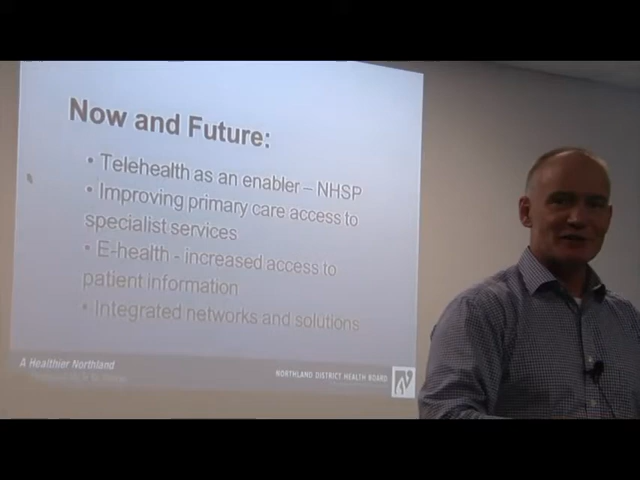 Now and Future:
• Telehealth as an enabler – NHSP
• Improving primary care access to
specialist services
• E-health - increased access to
patient information
• Integrated networks and solutions
A Healthier Northland
NORTHLAND DISTRICT HEALTH BOARD